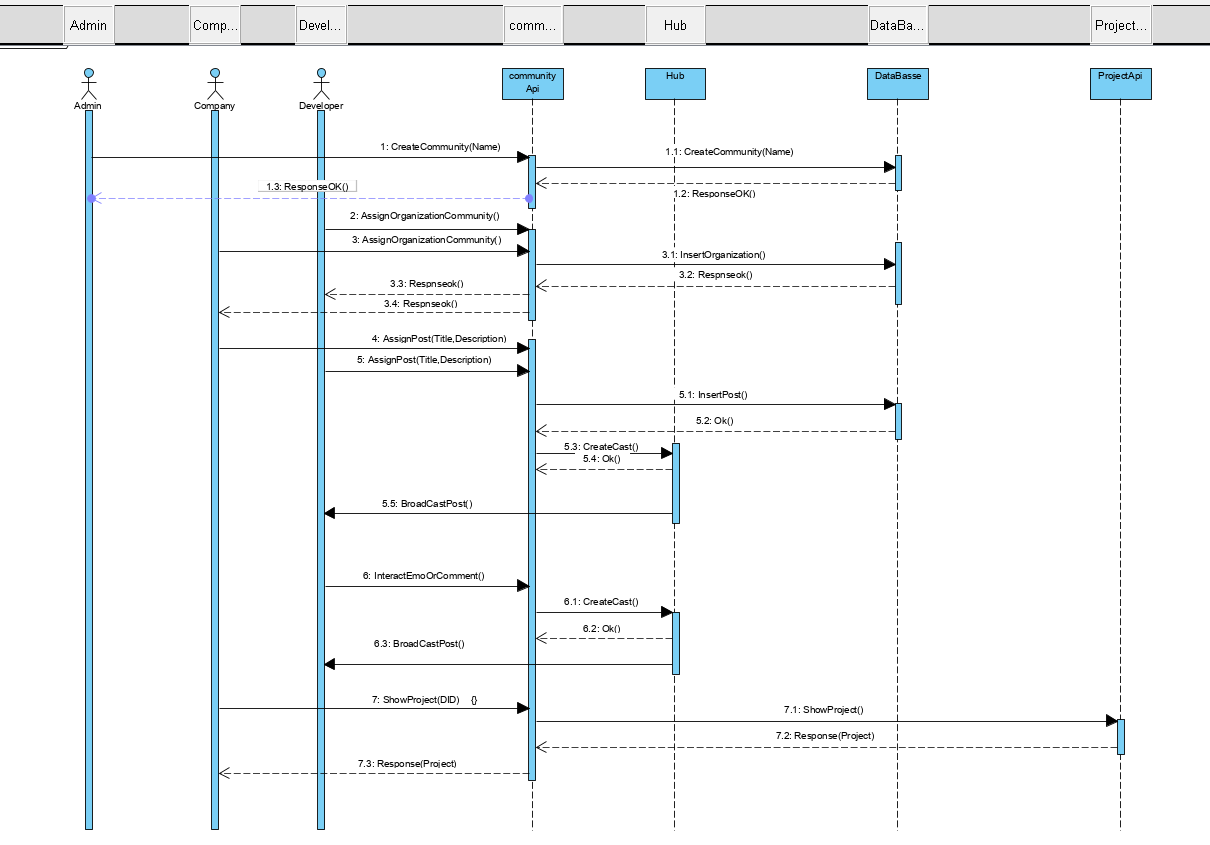 Admin
Comp...
Devel...
comm...
Hub
DataBa...
Project...
community
Api
Hub
DataBasse
ProjectApi
Admin
Company
Developer
1: CreateCommunity(Name)
1.1: CreateCommunity(Name)
1.3: ResponseOK()
1.2: ResponseOK()
2: AssignOrganizationCommunity()
3: AssignOrganizationCommunity()
3.1: InsertOrganization()
3.2: Respnseok()
3.3: Respnseok()
3.4: Respnseok()
4: AssignPost(Title,Description)
5: AssignPost(Title,Description)
5.1: InsertPost()
5.2: Ok()
5.3: CreateCast()
5.4: Ok()
5.5: BroadCastPost()
6: InteractEmoOrComment()
6.1: CreateCast()
6.2: Ok()
6.3: BroadCastPost()
7: ShowProject(DID) {}
7.1: ShowProject()
7.2: Response(Project)
7.3: Response(Project)